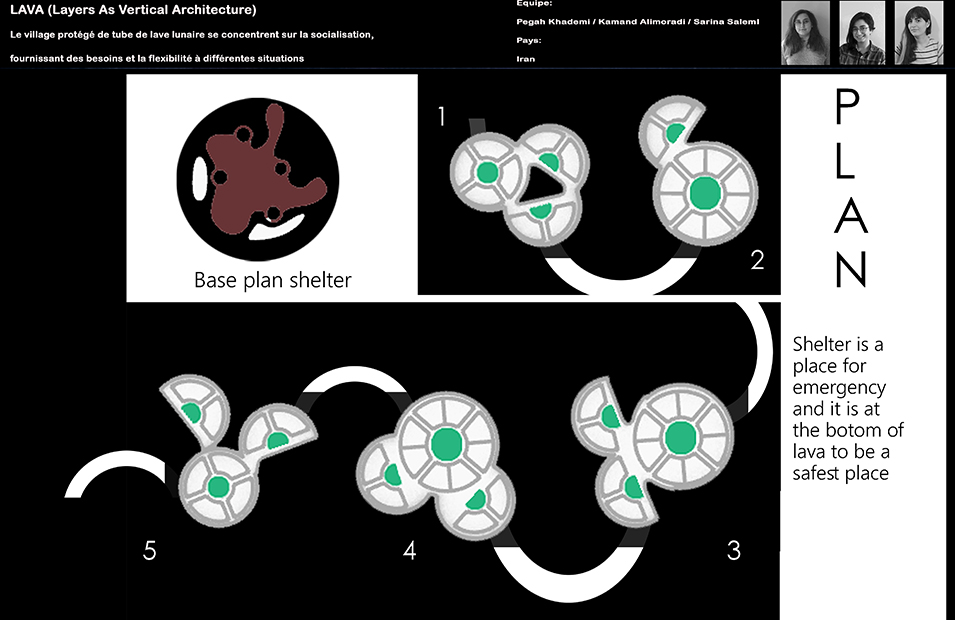 LAVA (Layers As Vertical Architecture)
Le village protégé de tube de lave lunaire se concentrent sur la socialisation,
fournissant des besoins et la flexibilité à différentes situations
Equipe:
Pegah Khademi / Kamand Alimoradi / Sarina Salemi
Pays:
Iran
Base plan shelter
1
2
3
4
5
P
L
A
N
Shelter is a
place for
emergency
and it is at
the botom of
lava to be a
safest place